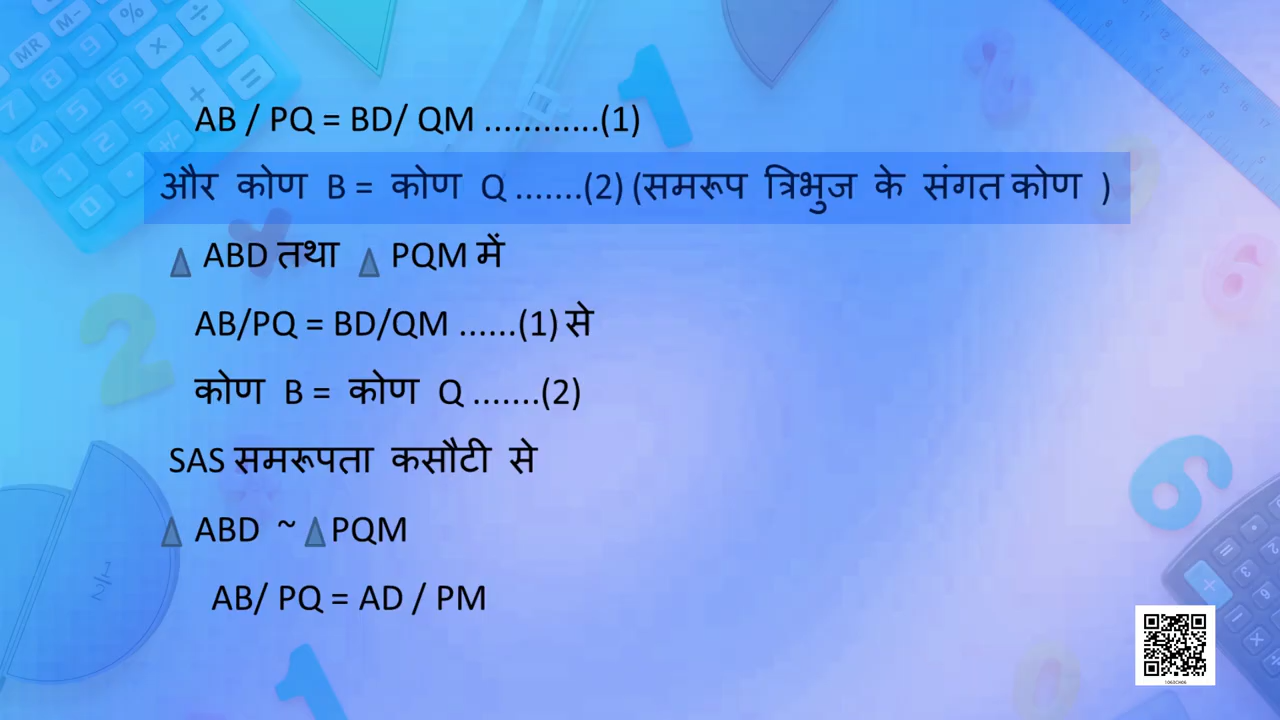 AB / PQ = BD/ QM ............(1)
और कोण B = कोण Q .......(2) (समरूप त्रिभुज के संगत कोण )
△ ABD तथा △ PQM में
AB/PQ = BD/QM ......(1) से
कोण B = कोण Q .......(2)
SAS समरूपता कसौटी से
△ ABD ~ △ PQM
AB/ PQ = AD / PM